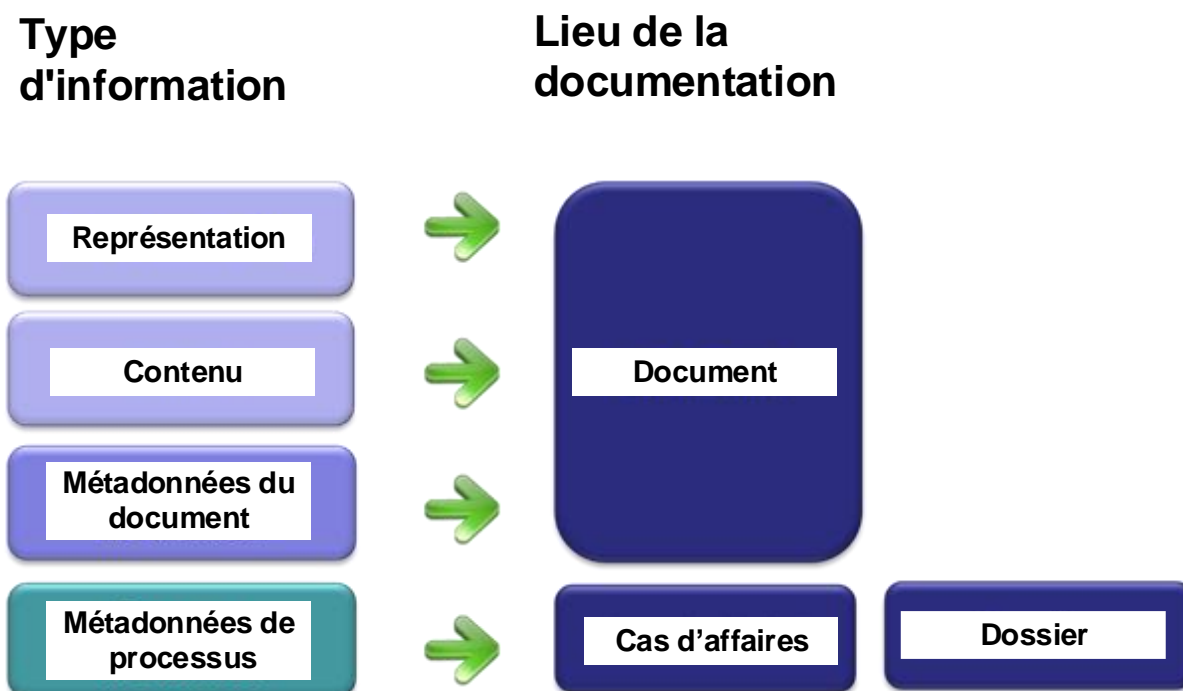 Type
d'information
Lieu de la
documentation
Représentation
Contenu
Document
Métadonnées du
document
Métadonnées de
processus
Cas d’affaires
Dossier